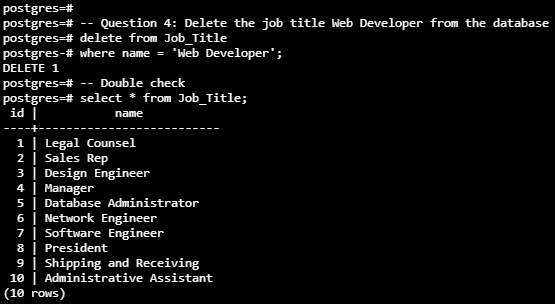 postgres=#
postgres=# -- Question 4: Delete the job title Web Developer from the database
postgres=# delete from Job_Title
postgres-# where name = 'Web Developer';
DELETE 1
postgres=# -- Double check
postgres=# select * from Job_Title;
 id |           name
----+--------------------------
  1 | Legal Counsel
  2 | Sales Rep
  3 | Design Engineer
  4 | Manager
  5 | Database Administrator
  6 | Network Engineer
  7 | Software Engineer
  8 | President
  9 | Shipping and Receiving
 10 | Administrative Assistant
(10 rows)